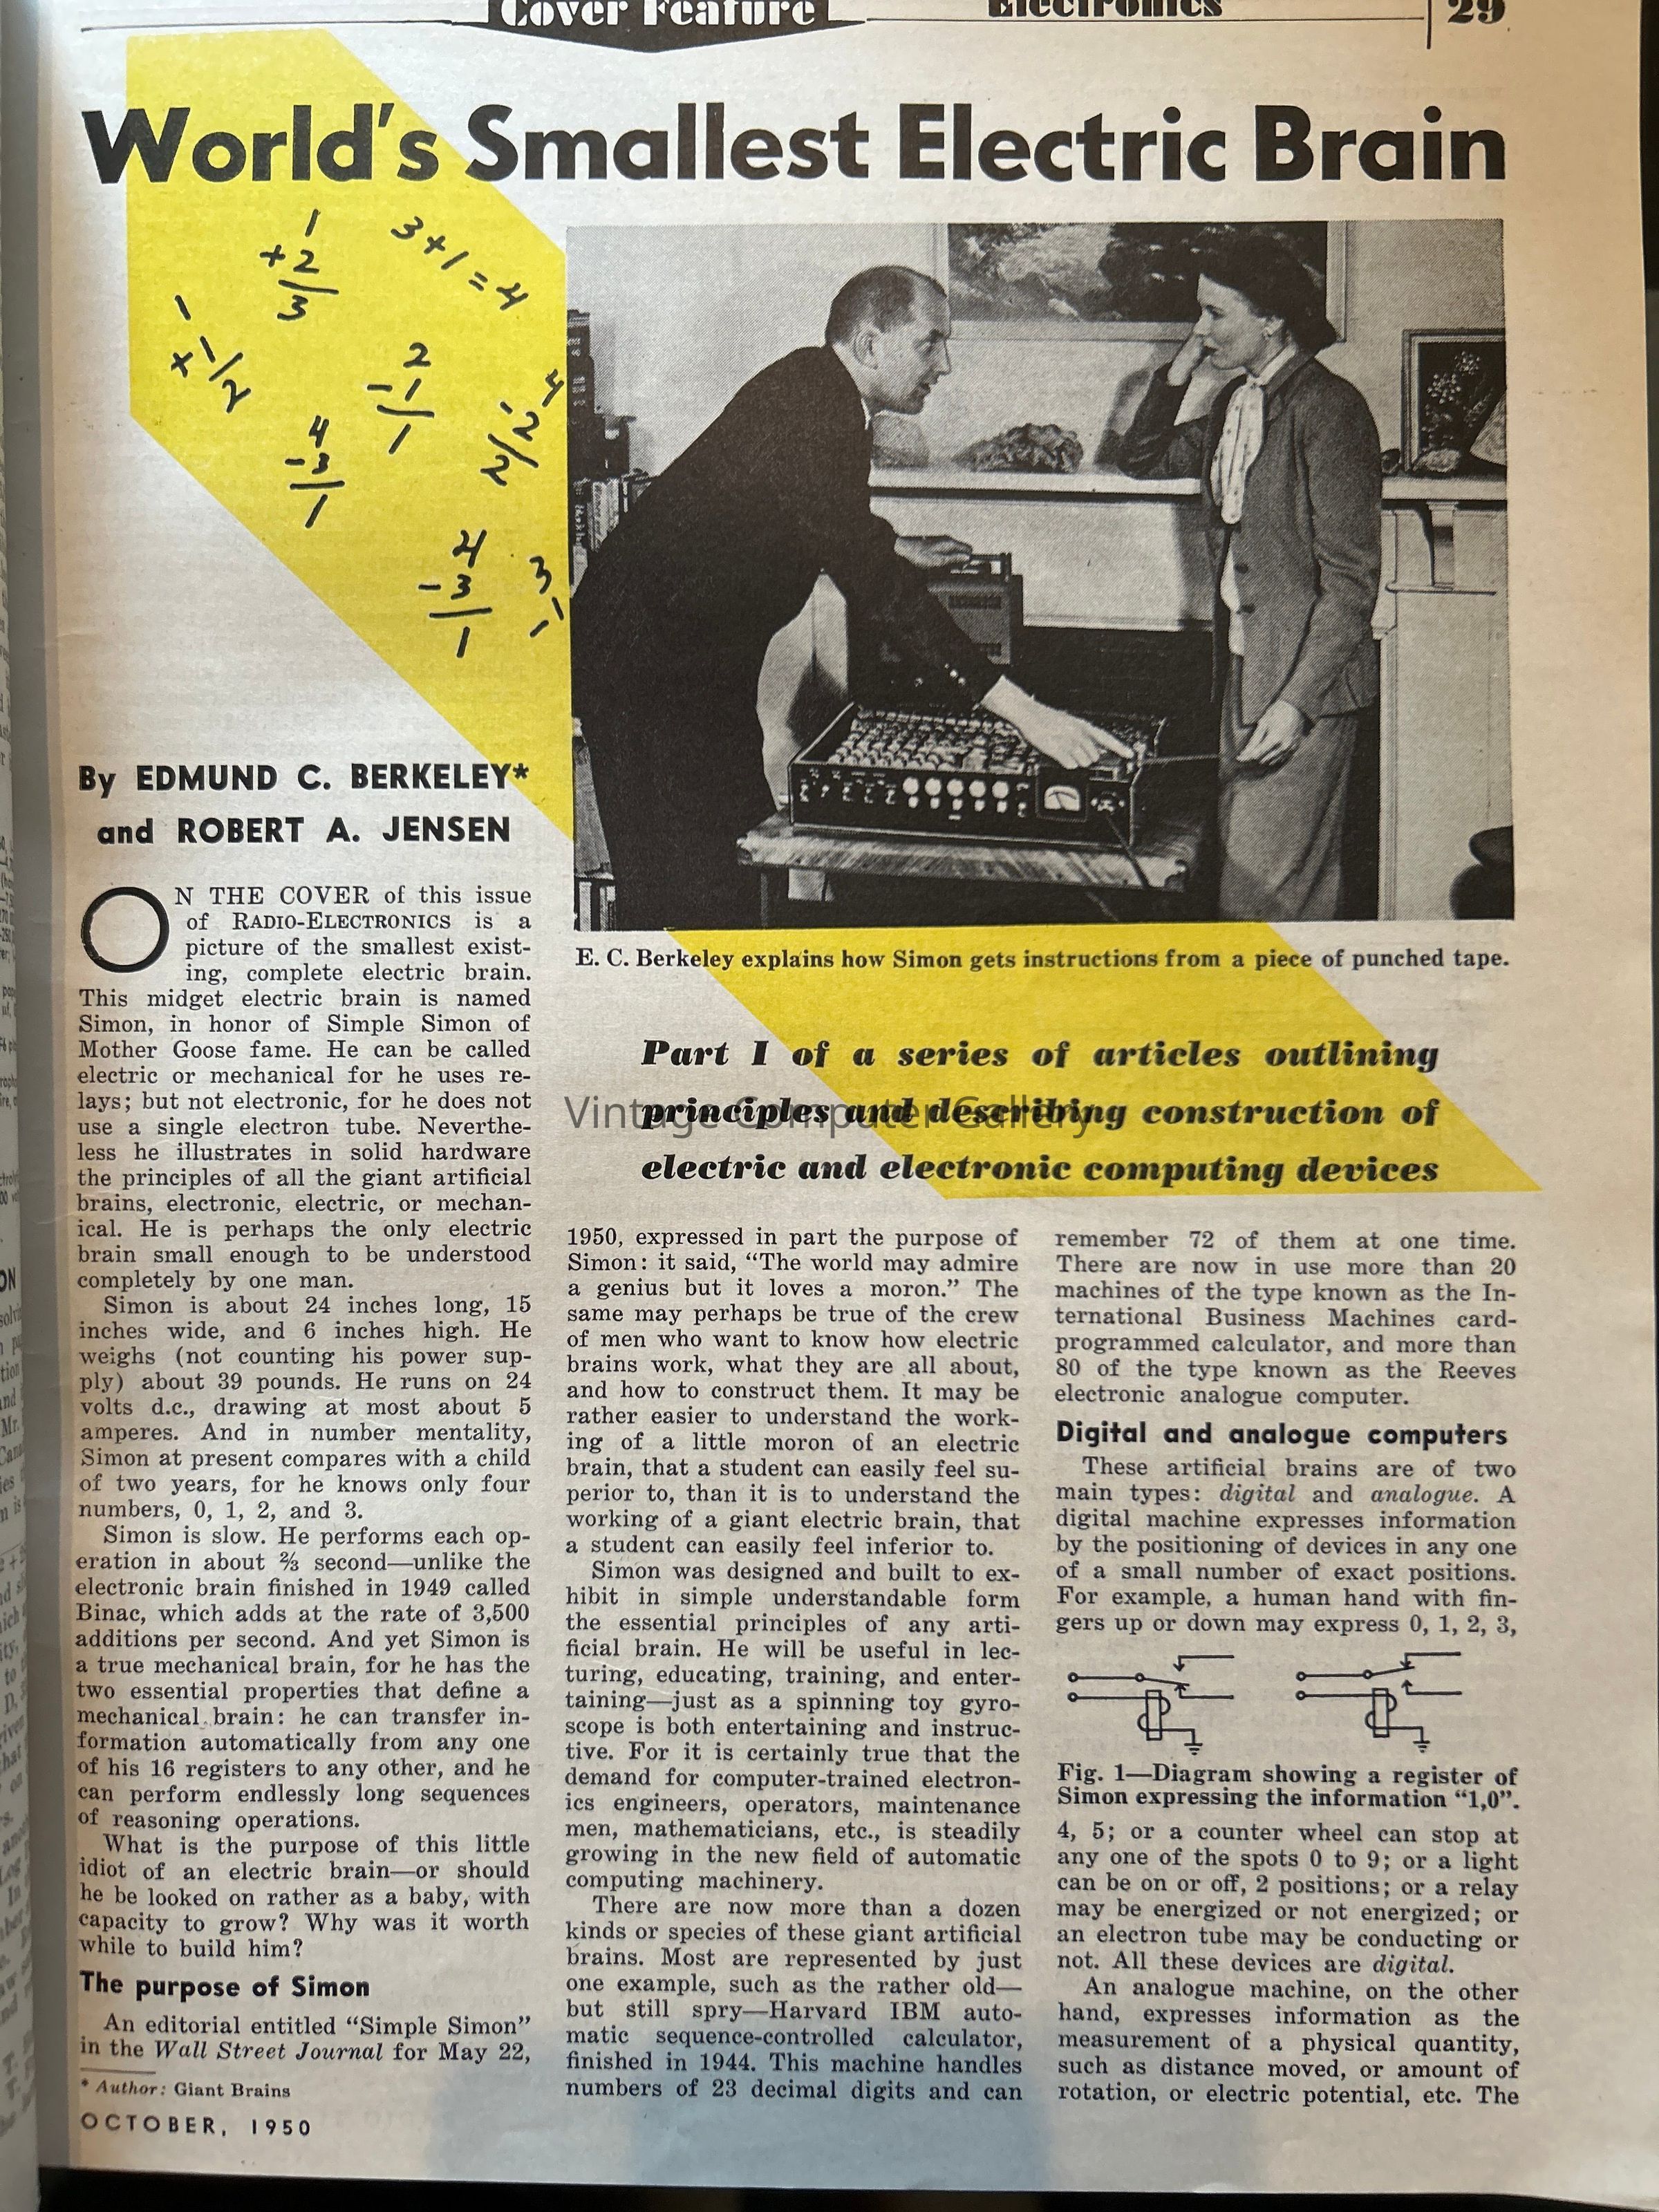 Cover Feature
Electronics
29
World's Smallest Electric Brain
1
+2
3
3+1=4
1
+1
2
2
-1
1
4
-2
2
4
-3
1
4
-3
1
3
-1
By EDMUND C. BERKELEY*
and ROBERT A. JENSEN
E. C. Berkeley explains how Simon gets instructions from a piece of punched tape.
Part I of a series of articles outlining
principles and describing construction of
electric and electronic computing devices
Vintage Computer Gallery
ON THE COVER of this issue
of RADIO-ELECTRONICS is a
picture of the smallest exist-
ing, complete electric brain.
This midget electric brain is named
Simon, in honor of Simple Simon of
Mother Goose fame. He can be called
electric or mechanical for he uses re-
lays; but not electronic, for he does not
use a single electron tube. Neverthe-
less he illustrates in solid hardware
the principles of all the giant artificial
brains, electronic, electric, or mechan-
ical. He is perhaps the only electric
brain small enough to be understood
completely by one man.
Simon is about 24 inches long, 15
inches wide, and 6 inches high. He
weighs (not counting his power sup-
ply) about 39 pounds. He runs on 24
volts d.c., drawing at most about 5
amperes. And in number mentality,
Simon at present compares with a child
of two years, for he knows only four
numbers, 0, 1, 2, and 3.
Simon is slow. He performs each op-
eration in about ⅔ second—unlike the
electronic brain finished in 1949 called
Binac, which adds at the rate of 3,500
additions per second. And yet Simon is
a true mechanical brain, for he has the
two essential properties that define a
mechanical brain: he can transfer in-
formation automatically from any one
of his 16 registers to any other, and he
can perform endlessly long sequences
of reasoning operations.
What is the purpose of this little
idiot of an electric brain—or should
he be looked on rather as a baby, with
capacity to grow? Why was it worth
while to build him?
The purpose of Simon
An editorial entitled “Simple Simon”
in the Wall Street Journal for May 22,
* Author: Giant Brains
OCTOBER, 1950
1950, expressed in part the purpose of
Simon: it said, “The world may admire
a genius but it loves a moron.” The
same may perhaps be true of the crew
of men who want to know how electric
brains work, what they are all about,
and how to construct them. It may be
rather easier to understand the work-
ing of a little moron of an electric
brain, that a student can easily feel su-
perior to, than it is to understand the
working of a giant electric brain, that
a student can easily feel inferior to.
Simon was designed and built to ex-
hibit in simple understandable form
the essential principles of any arti-
ficial brain. He will be useful in lec-
turing, educating, training, and enter-
taining—just as a spinning toy gyro-
scope is both entertaining and instruc-
tive. For it is certainly true that the
demand for computer-trained electron-
ics engineers, operators, maintenance
men, mathematicians, etc., is steadily
growing in the new field of automatic
computing machinery.
There are now more than a dozen
kinds or species of these giant artificial
brains. Most are represented by just
one example, such as the rather old—
but still spry—Harvard IBM auto-
matic sequence-controlled calculator,
finished in 1944. This machine handles
numbers of 23 decimal digits and can
remember 72 of them at one time.
There are now in use more than 20
machines of the type known as the In-
ternational Business Machines card-
programmed calculator, and more than
80 of the type known as the Reeves
electronic analogue computer.
Digital and analogue computers
These artificial brains are of two
main types: digital and analogue. A
digital machine expresses information
by the positioning of devices in any one
of a small number of exact positions.
For example, a human hand with fin-
gers up or down may express 0, 1, 2, 3,
Fig. 1—Diagram showing a register of
Simon expressing the information “1,0”.
4, 5; or a counter wheel can stop at
any one of the spots 0 to 9; or a light
can be on or off, 2 positions; or a relay
may be energized or not energized; or
an electron tube may be conducting or
not. All these devices are digital.
An analogue machine, on the other
hand, expresses information as the
measurement of a physical quantity,
such as distance moved, or amount of
rotation, or electric potential, etc. The